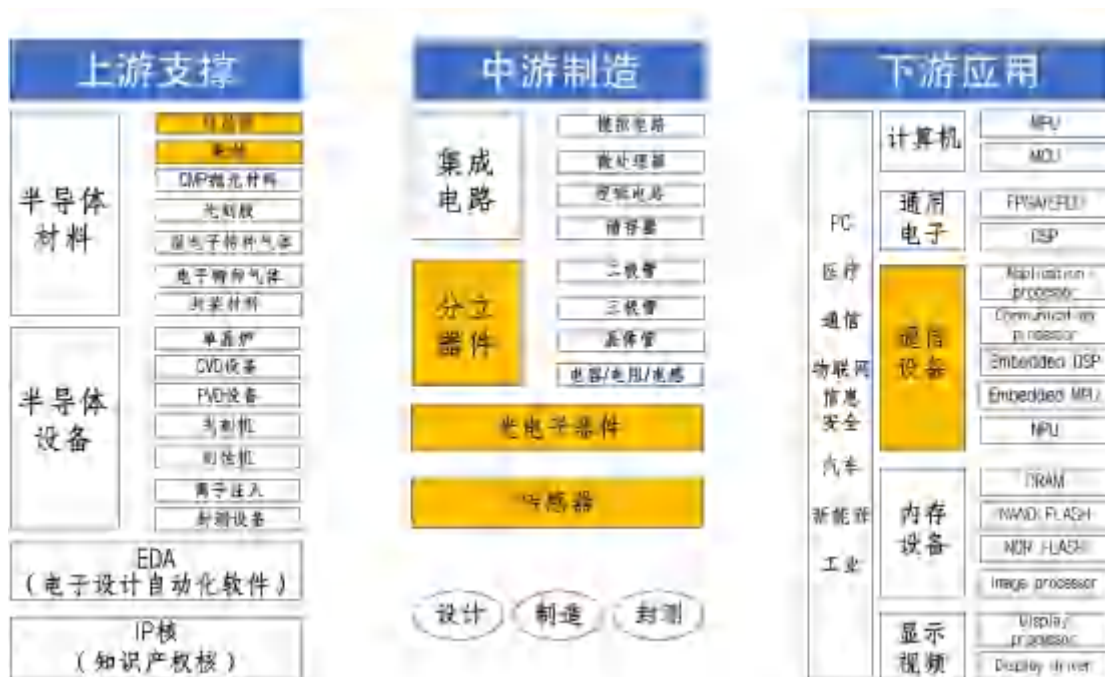 上游支撑
半导体
材料
CMP抛光材料
光刻胶
湿电子特种气体
电子特种气体
封装材料
半导体
设备
单晶炉
CVD设备
PVD设备
光刻机
刻蚀机
离子注入
封测设备
EDA
（电子设计自动化软件）
IP核
（知识产权核）
中游制造
集成
电路
模拟电路
微处理器
逻辑电路
储存器
分立
器件
二极管
三极管
晶体管
电容/电阻/电感
光电子器件
传感器
设计
制造
封测
下游应用
PC
医疗
通信
物联网
信息
安全
汽车
新能源
工业
计算机
MCU
通用
电子
DSP
通信
设备
Application
processor
Communication
processor
Embedded DSP
Embedded MPU
NPU
内存
设备
DRAM
NAND FLASH
NOR FLASH
Image processor
显示
视频
Display
processor
Display driver